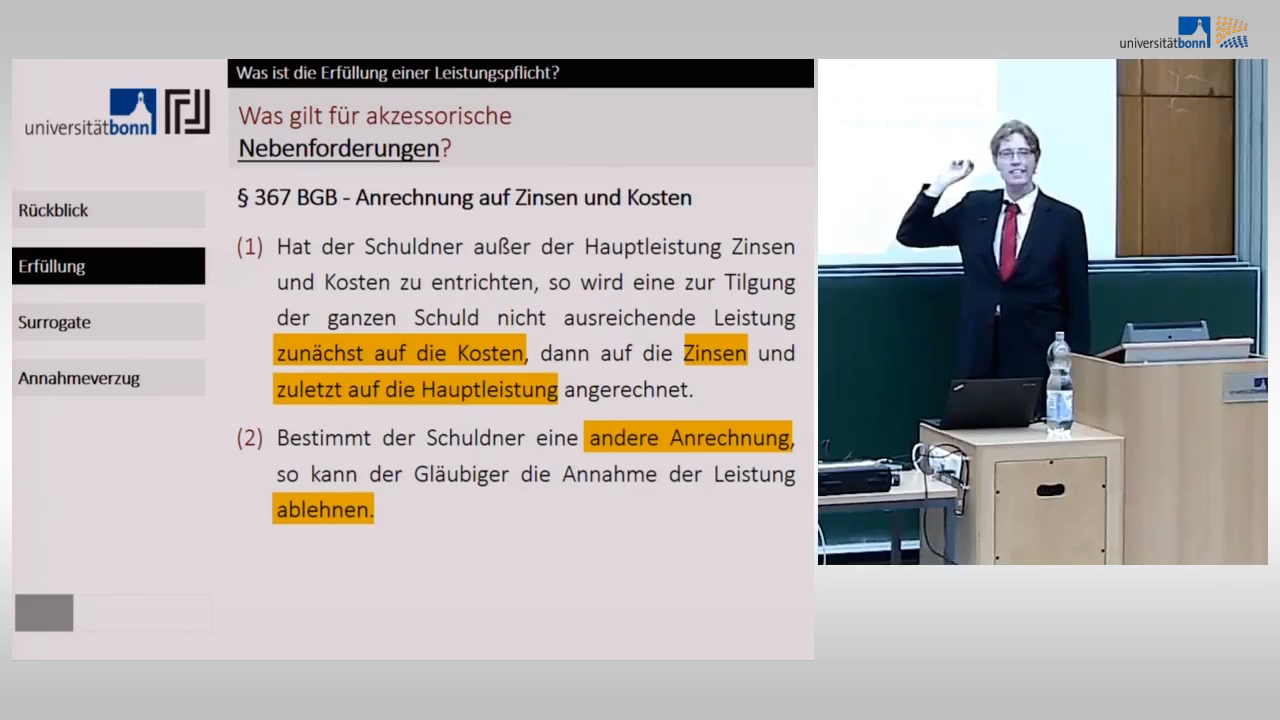 universitätbonn
Was ist die Erfüllung einer Leistungspflicht?
universitätbonn
Was gilt für akzessorische
Nebenforderungen?
§ 367 BGB - Anrechnung auf Zinsen und Kosten
Rückblick
Erfüllung
Surrogate
Annahmeverzug
(1) Hat der Schuldner außer der Hauptleistung Zinsen
und Kosten zu entrichten, so wird eine zur Tilgung
der ganzen Schuld nicht ausreichende Leistung
zunächst auf die Kosten, dann auf die Zinsen und
zuletzt auf die Hauptleistung angerechnet.
(2) Bestimmt der Schuldner eine andere Anrechnung,
so kann der Gläubiger die Annahme der Leistung
ablehnen.